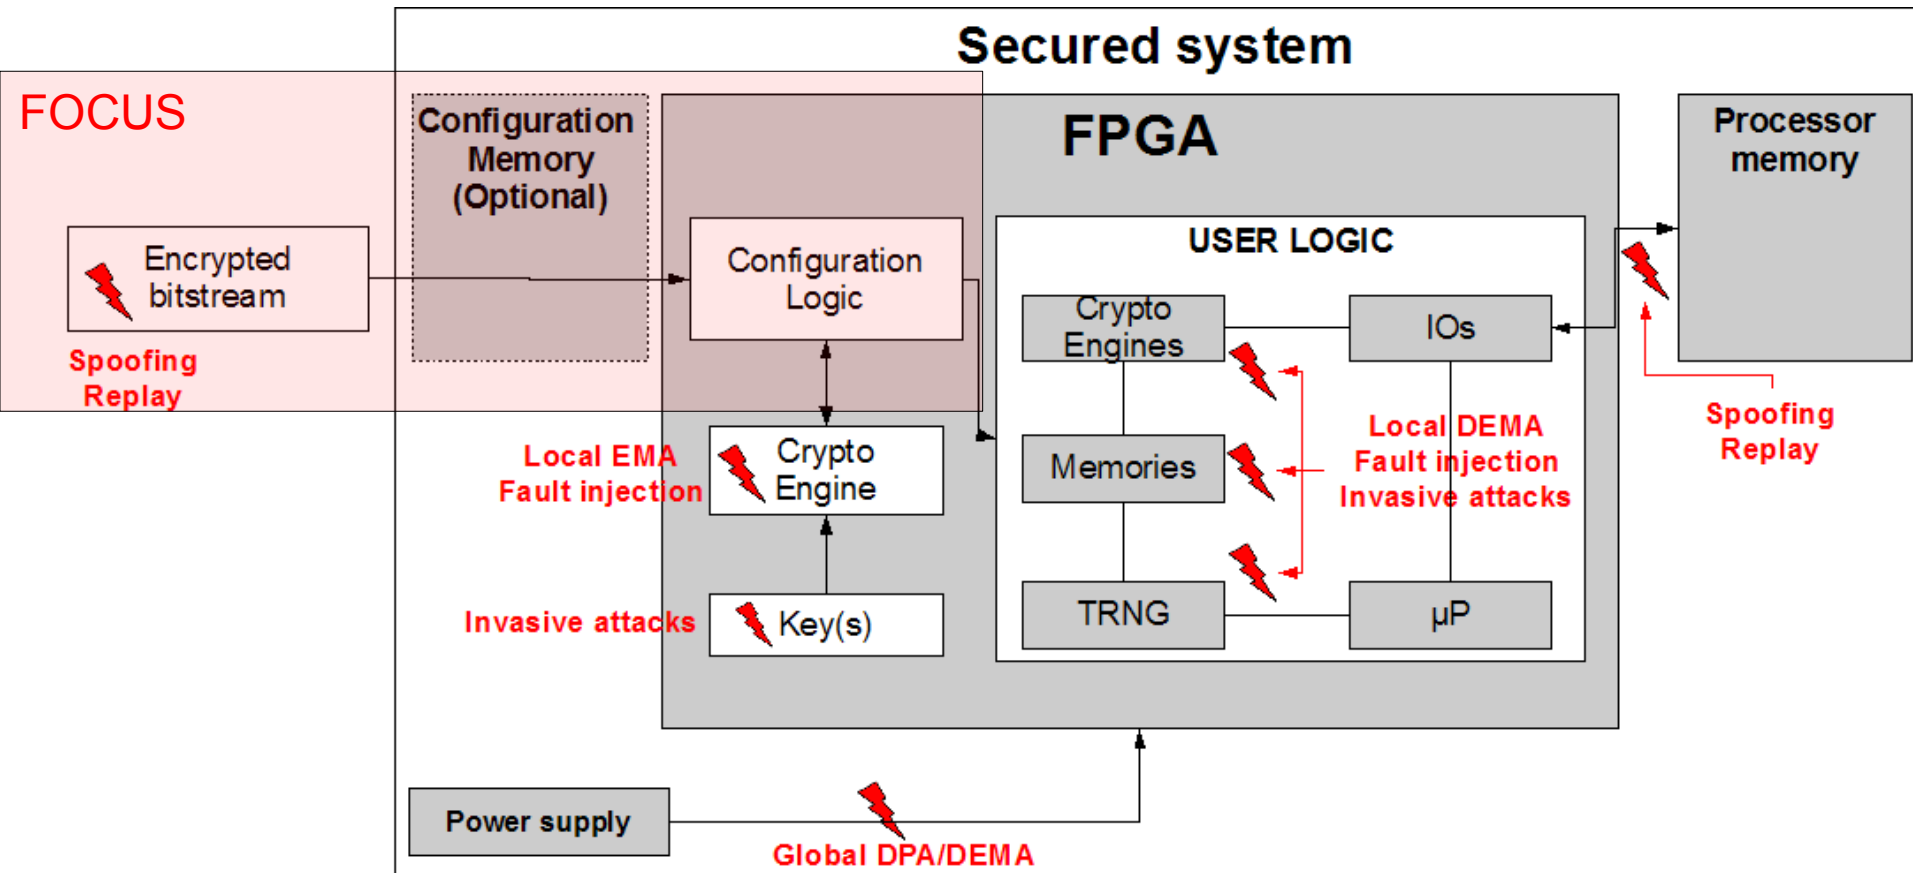 Secured system
FOCUS
Configuration
Memory
(Optional)
FPGA
Processor
memory
Encrypted
bitstream
Configuration
Logic
USER LOGIC
Crypto
Engines
IOs
Spoofing
Replay
Local EMA
Fault injection
Crypto
Engine
Memories
Local DEMA
Fault injection
Invasive attacks
Spoofing
Replay
Invasive attacks
Key(s)
TRNG
µP
Power supply
Global DPA/DEMA